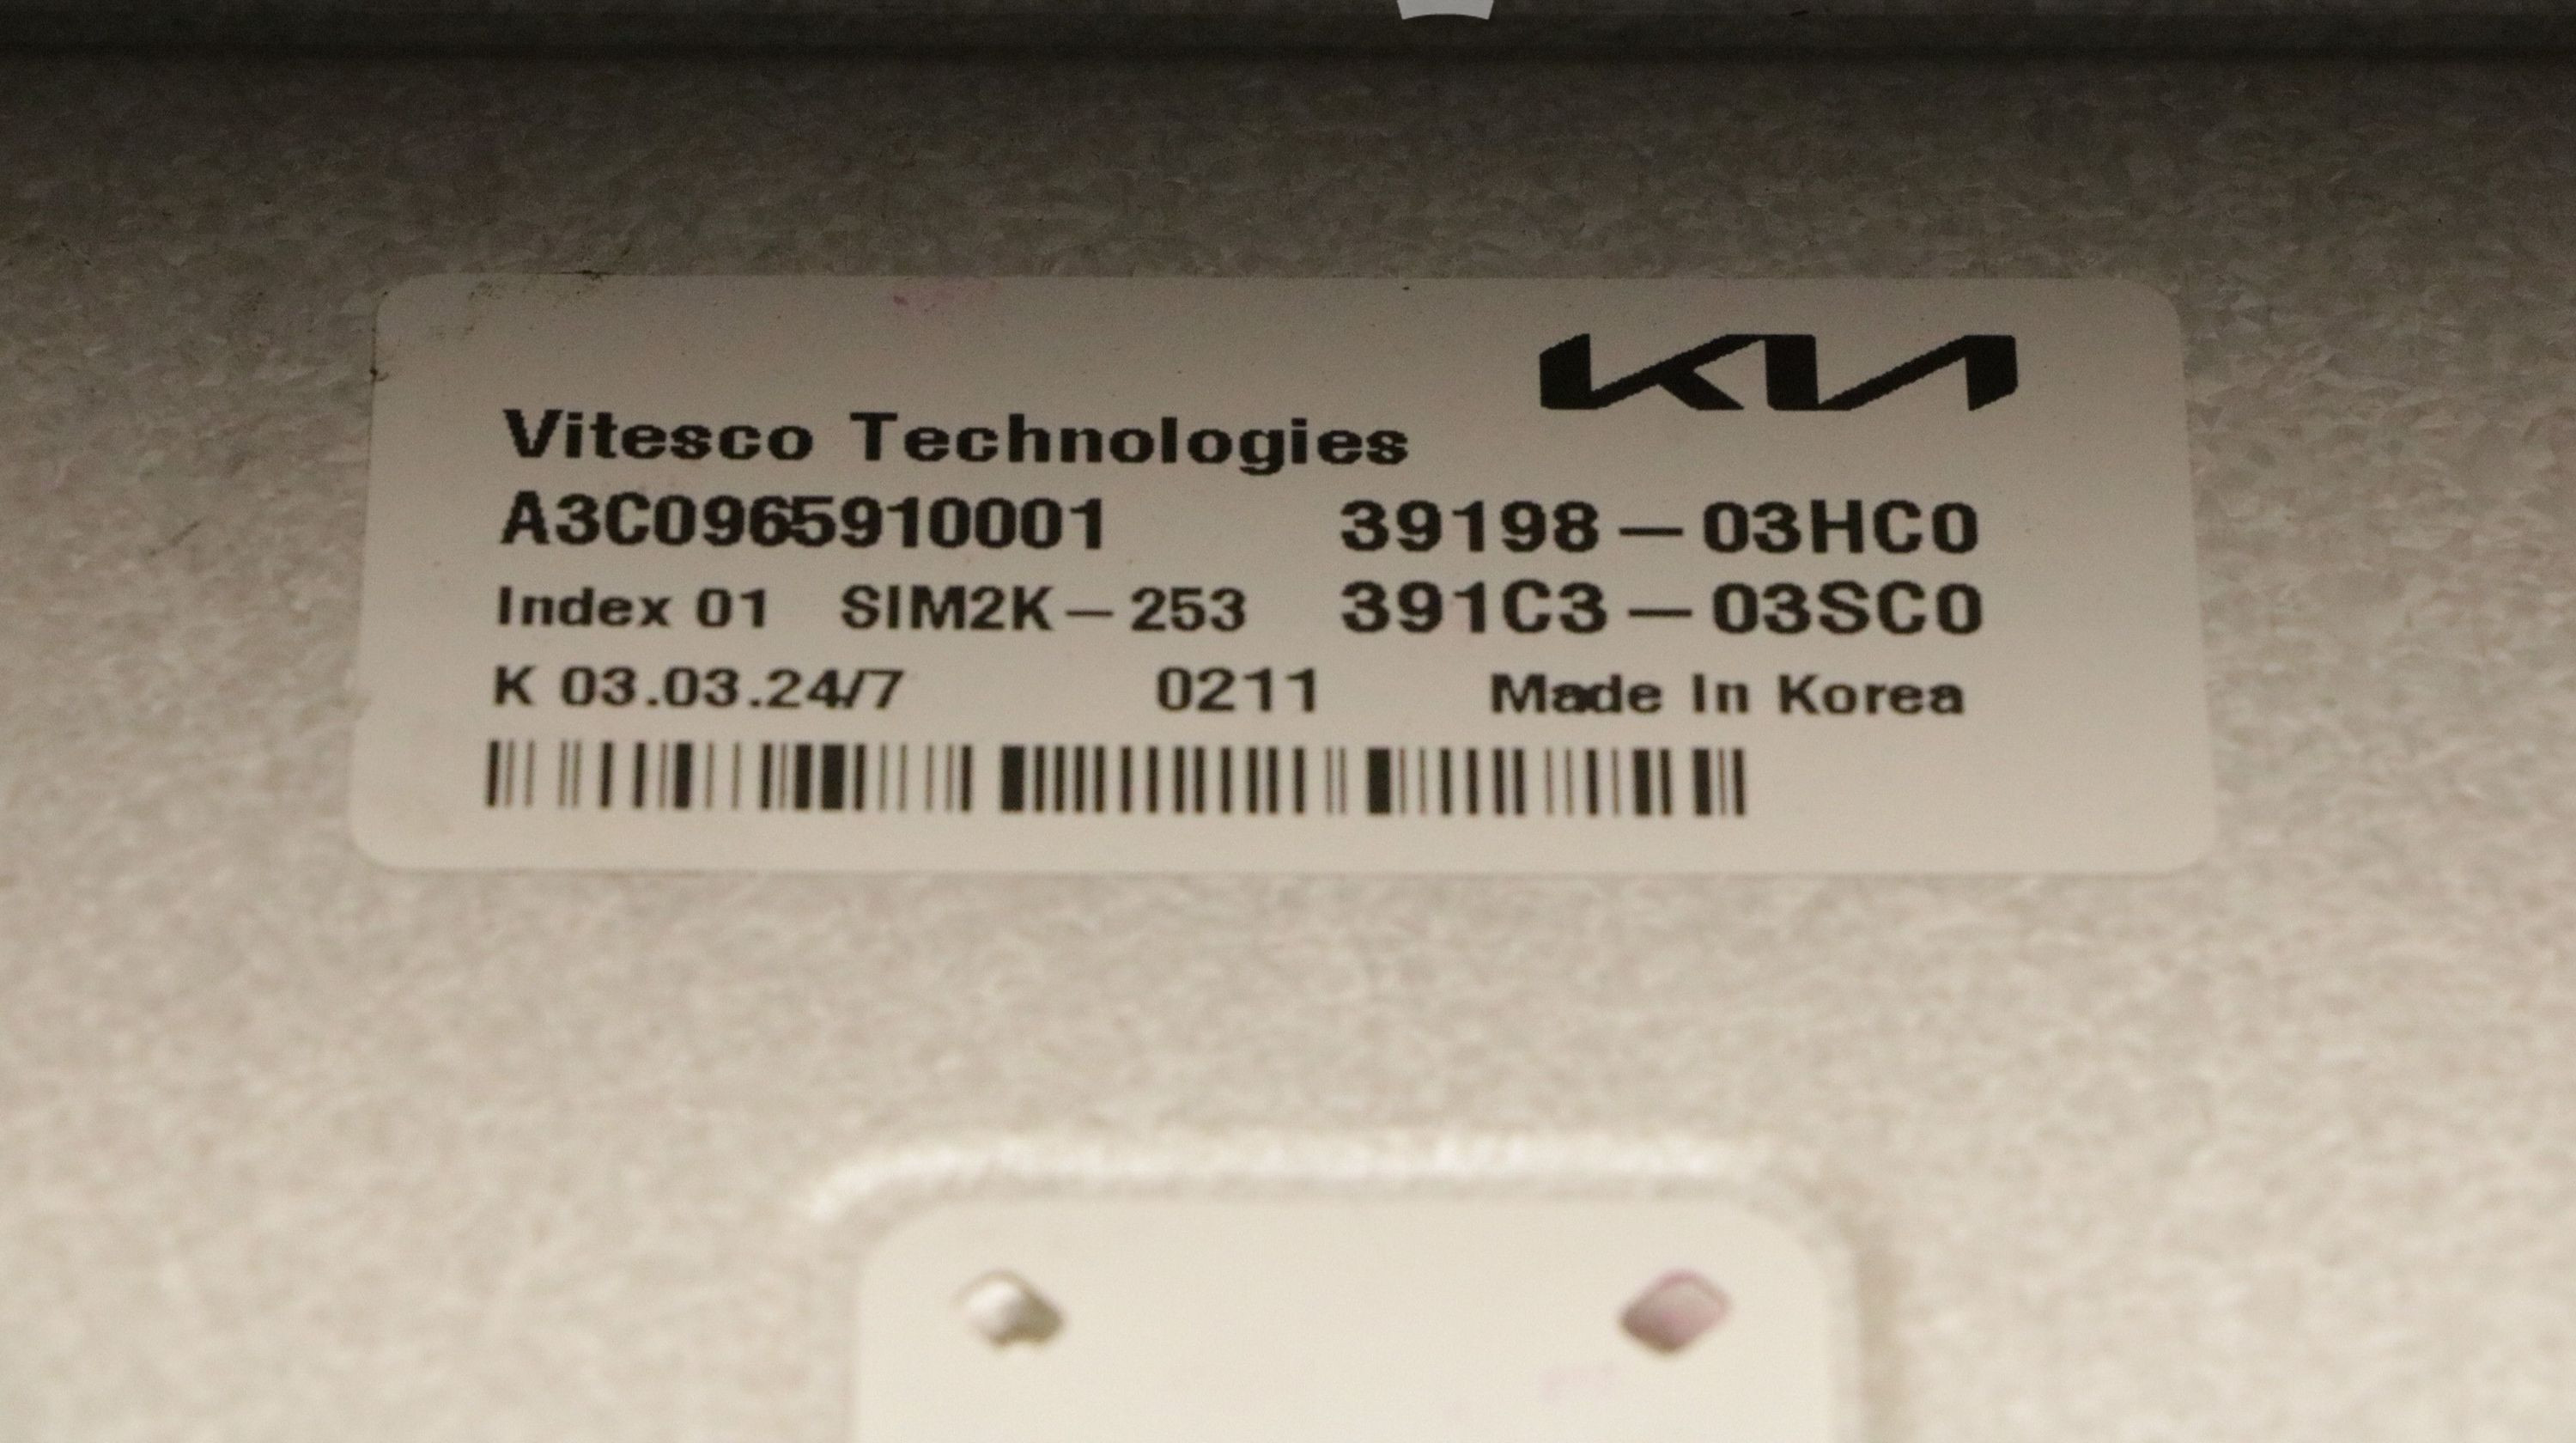 KIA
Vitesco Technologies
A3C0965910001 39198-03HC0
Index 01 SIM2K-253 391C3-03SC0
K 03.03.24/7 0211 Made In Korea